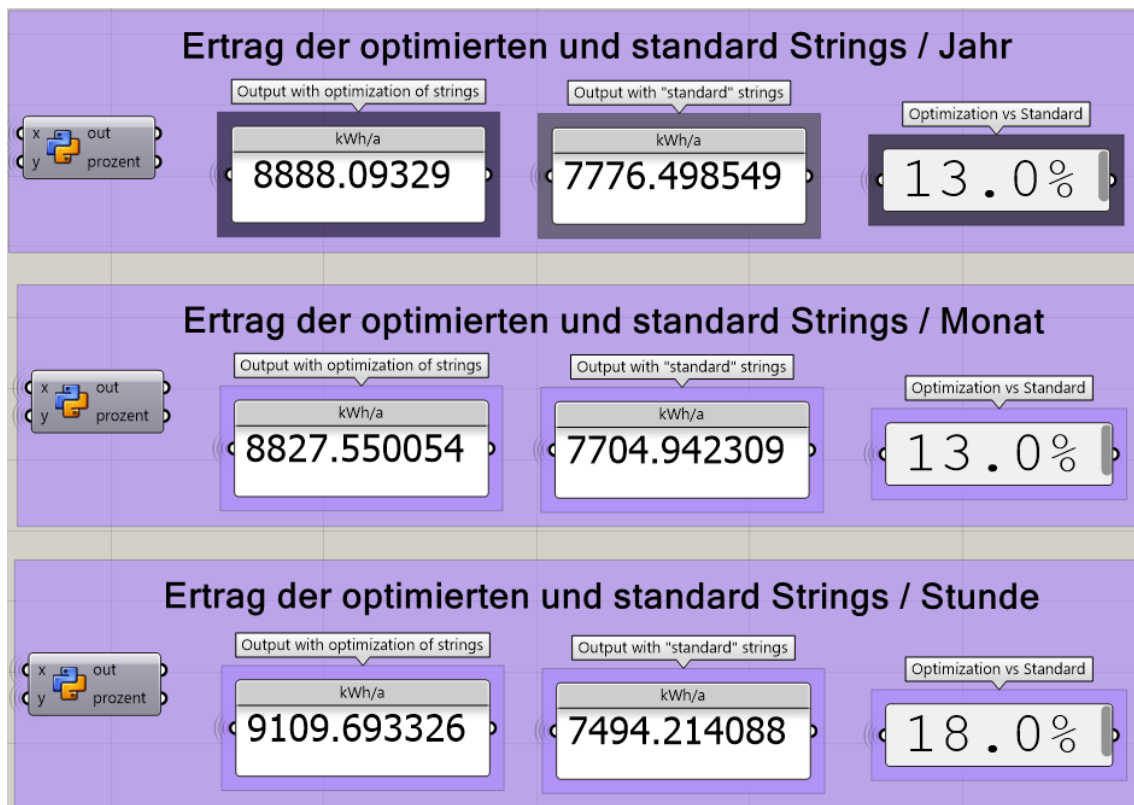 Ertrag der optimierten und standard Strings / Jahr
Output with optimization of strings
Output with "standard" strings
Optimization vs Standard
x out
y prozent
kWh/a
8888.09329
kWh/a
7776.498549
13.0%
Ertrag der optimierten und standard Strings / Monat
Output with optimization of strings
Output with "standard" strings
Optimization vs Standard
x out
y prozent
kWh/a
8827.550054
kWh/a
7704.942309
13.0%
Ertrag der optimierten und standard Strings / Stunde
Output with optimization of strings
Output with "standard" strings
Optimization vs Standard
x out
y prozent
kWh/a
9109.693326
kWh/a
7494.214088
18.0%